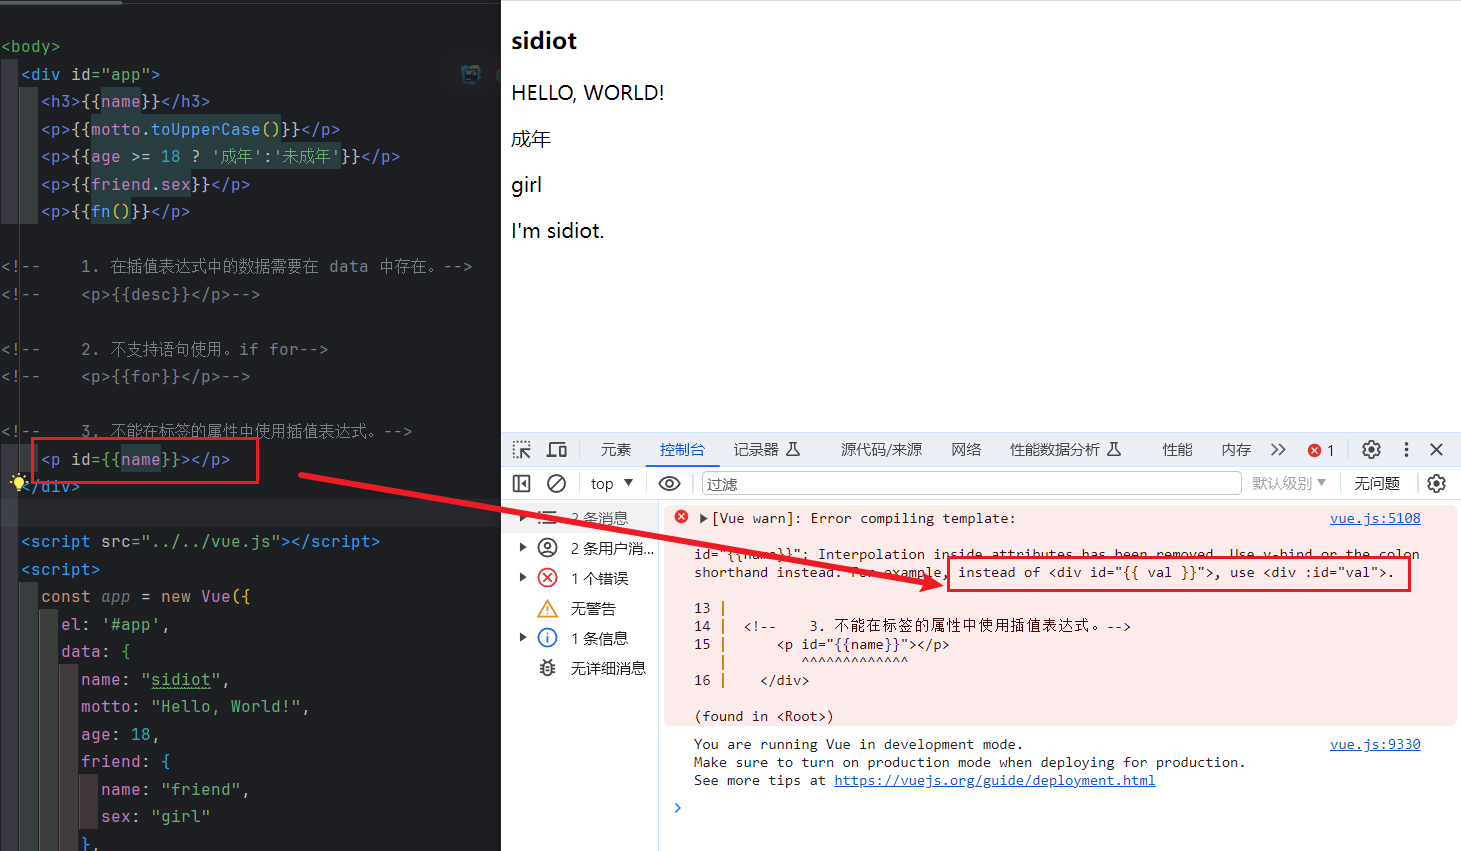 <body>
<div id="app">
<h3>{{name}}</h3>
<p>{{motto.toUpperCase()}}</p>
<p>{{age >= 18 ? '成年':'未成年'}}</p>
<p>{{friend.sex}}</p>
<p>{{fn()}}</p>
<!-- 1. 在插值表达式中的数据需要在 data 中存在。-->
<!-- <p>{{desc}}</p>-->
<!-- 2. 不支持语句使用。if for-->
<!-- <p>{{for}}</p>-->
<!-- 3. 不能在标签的属性中使用插值表达式。-->
<p id={{name}}></p>
</div>
<script src="../../vue.js"></script>
<script>
const app = new Vue({
el: '#app',
data: {
name: "sidiot",
motto: "Hello, World!",
age: 18,
friend: {
name: "friend",
sex: "girl"
},
WS
sidiot
HELLO, WORLD!
成年
girl
I'm sidiot.
元素 控制台 记录器 源代码/来源 网络 性能数据分析 性能 内存 1
top 过滤 默认级别 无问题
2 条消息
2 条用户消...
1 个错误
无警告
1 条信息
无详细消息
[Vue warn]: Error compiling template: vue.js:5108
id="{{name}}": Interpolation inside attributes has been removed. Use v-bind or the colon
shorthand instead. For example, instead of <div id="{{ val }}">, use <div :id="val">.
13 |
14 | <!-- 3. 不能在标签的属性中使用插值表达式。-->
15 | <p id="{{name}}"></p>
| ^^^^^^^^^^^^^
16 | </div>
(found in <Root>)
You are running Vue in development mode. vue.js:9330
Make sure to turn on production mode when deploying for production.
See more tips at https://vuejs.org/guide/deployment.html